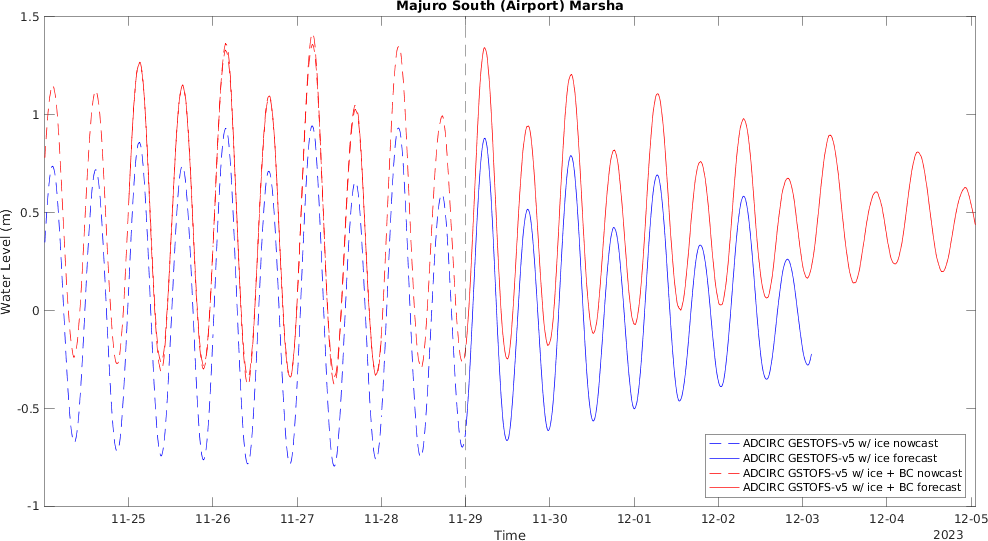 Majuro South (Airport) Marsha
1.5
1
0.5
0
-0.5
-1
Water Level (m)
11-25
11-26
11-27
11-28
11-29
11-30
12-01
12-02
12-03
12-04
12-05
Time
2023
ADCIRC GESTOFS-v5 w/ ice nowcast
ADCIRC GESTOFS-v5 w/ ice forecast
ADCIRC GSTOFS-v5 w/ ice + BC nowcast
ADCIRC GSTOFS-v5 w/ ice + BC forecast